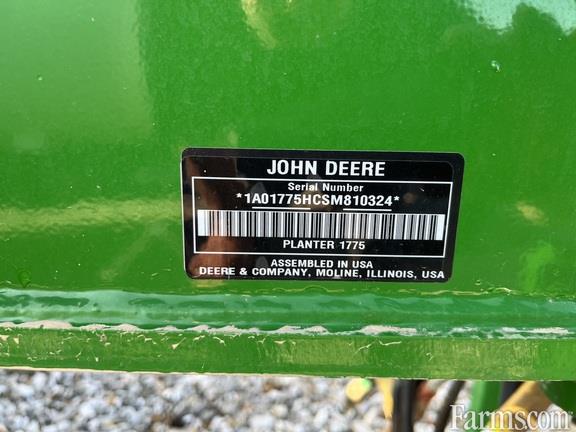 JOHN DEERE
Serial Number
*1A01775HCSM810324*
PLANTER 1775
ASSEMBLED IN USA
DEERE & COMPANY, MOLINE, ILLINOIS, USA
Farms.com